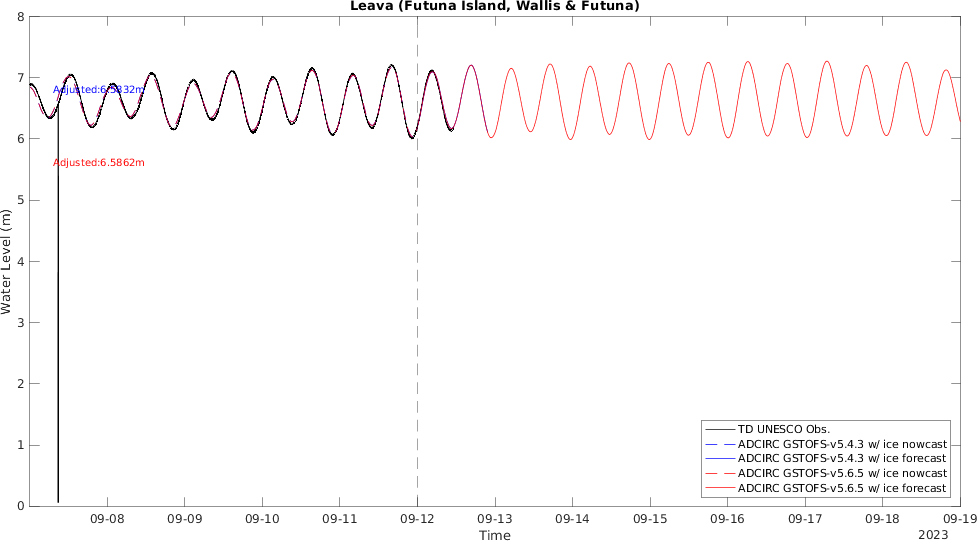 Leava (Futuna Island, Wallis & Futuna)
8
7
6
5
4
3
2
1
0
Water Level (m)
Adjusted:6.5832m
Adjusted:6.5862m
TD UNESCO Obs.
ADCIRC GSTOFS-v5.4.3 w/ ice nowcast
ADCIRC GSTOFS-v5.4.3 w/ ice forecast
ADCIRC GSTOFS-v5.6.5 w/ ice nowcast
ADCIRC GSTOFS-v5.6.5 w/ ice forecast
09-08 09-09 09-10 09-11 09-12 09-13 09-14 09-15 09-16 09-17 09-18 09-19
Time
2023